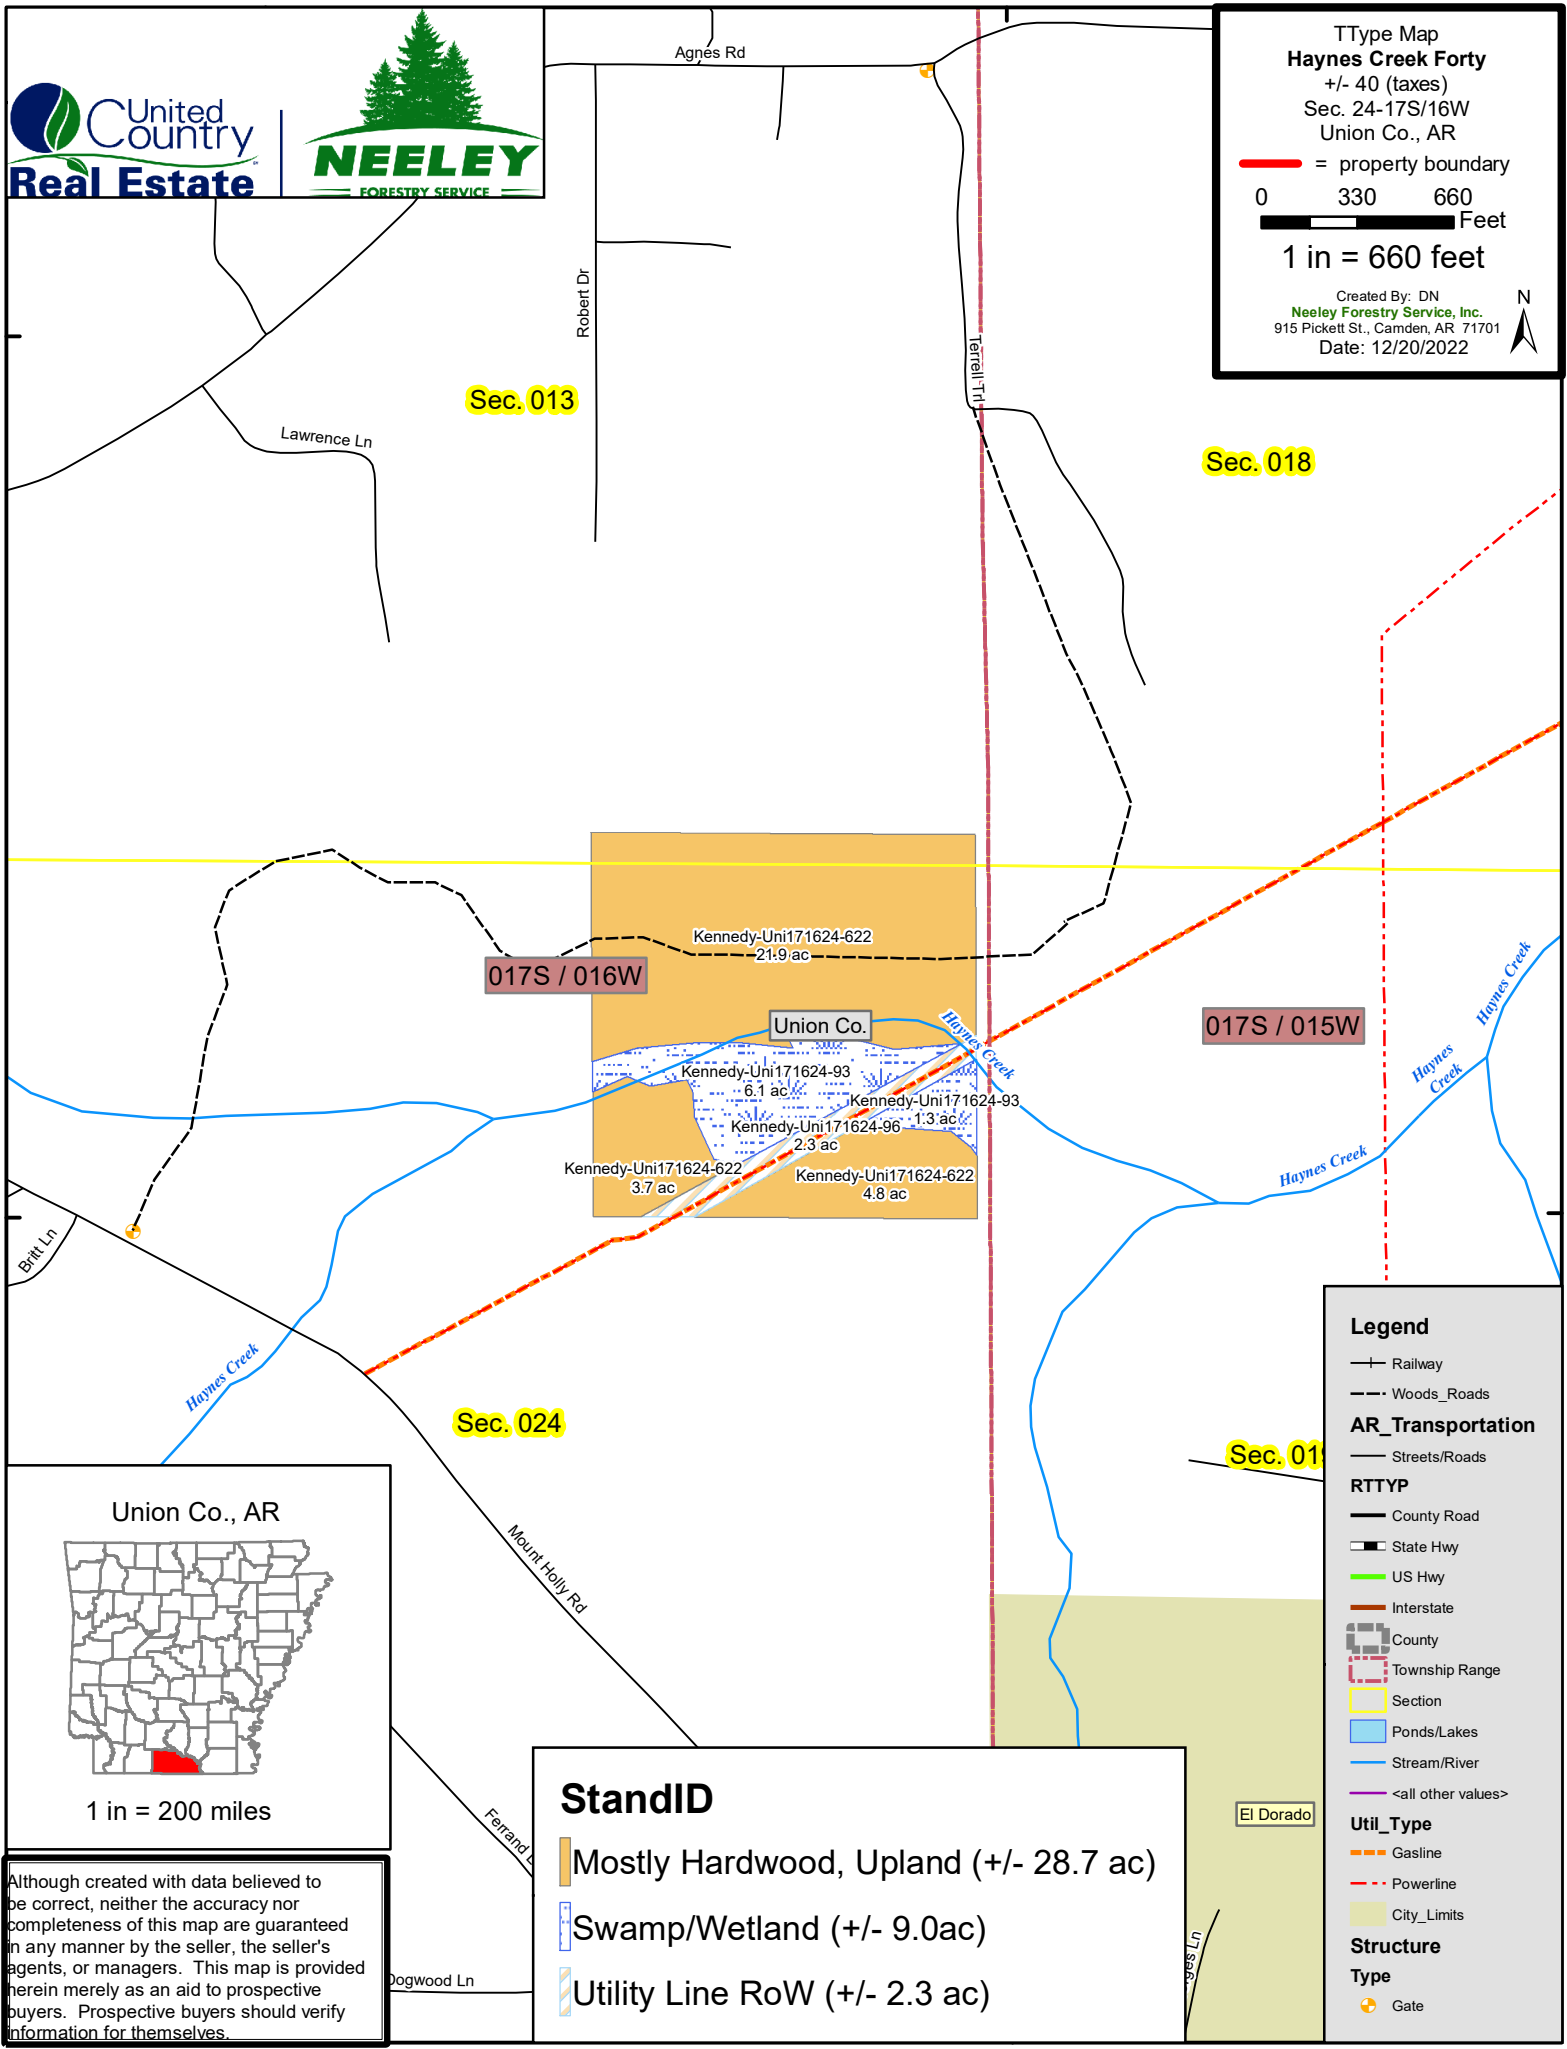 United
Country
Real Estate
NEELEY
FORESTRY SERVICE
TType Map
Haynes Creek Forty
+/- 40 (taxes)
Sec. 24-17S/16W
Union Co., AR
= property boundary
0 330 660
Feet
1 in = 660 feet
Created By: DN
Neeley Forestry Service, Inc.
915 Pickett St., Camden, AR 71701
Date: 12/20/2022
N
Agnes Rd
Robert Dr
Terrell Trl
Sec. 013
Lawrence Ln
Sec. 018
Kennedy-Uni171624-622
21.9 ac
017S / 016W
Union Co.
Haynes Creek
017S / 015W
Haynes Creek
Haynes
Creek
Kennedy-Uni171624-93
6.1 ac
Kennedy-Uni171624-93
1.3 ac
Kennedy-Uni171624-96
2.3 ac
Kennedy-Uni171624-622
3.7 ac
Kennedy-Uni171624-622
4.8 ac
Haynes Creek
Britt Ln
Haynes Creek
Sec. 024
Sec. 019
Mount Holly Rd
Ferrand L
Dogwood Ln
El Dorado
ges Ln
Union Co., AR
1 in = 200 miles
Although created with data believed to
be correct, neither the accuracy nor
completeness of this map are guaranteed
in any manner by the seller, the seller's
agents, or managers. This map is provided
herein merely as an aid to prospective
buyers. Prospective buyers should verify
information for themselves.
StandID
Mostly Hardwood, Upland (+/- 28.7 ac)
Swamp/Wetland (+/- 9.0ac)
Utility Line RoW (+/- 2.3 ac)
Legend
Railway
Woods_Roads
AR_Transportation
Streets/Roads
RTTYP
County Road
State Hwy
US Hwy
Interstate
County
Township Range
Section
Ponds/Lakes
Stream/River
<all other values>
Util_Type
Gasline
Powerline
City_Limits
Structure
Type
Gate